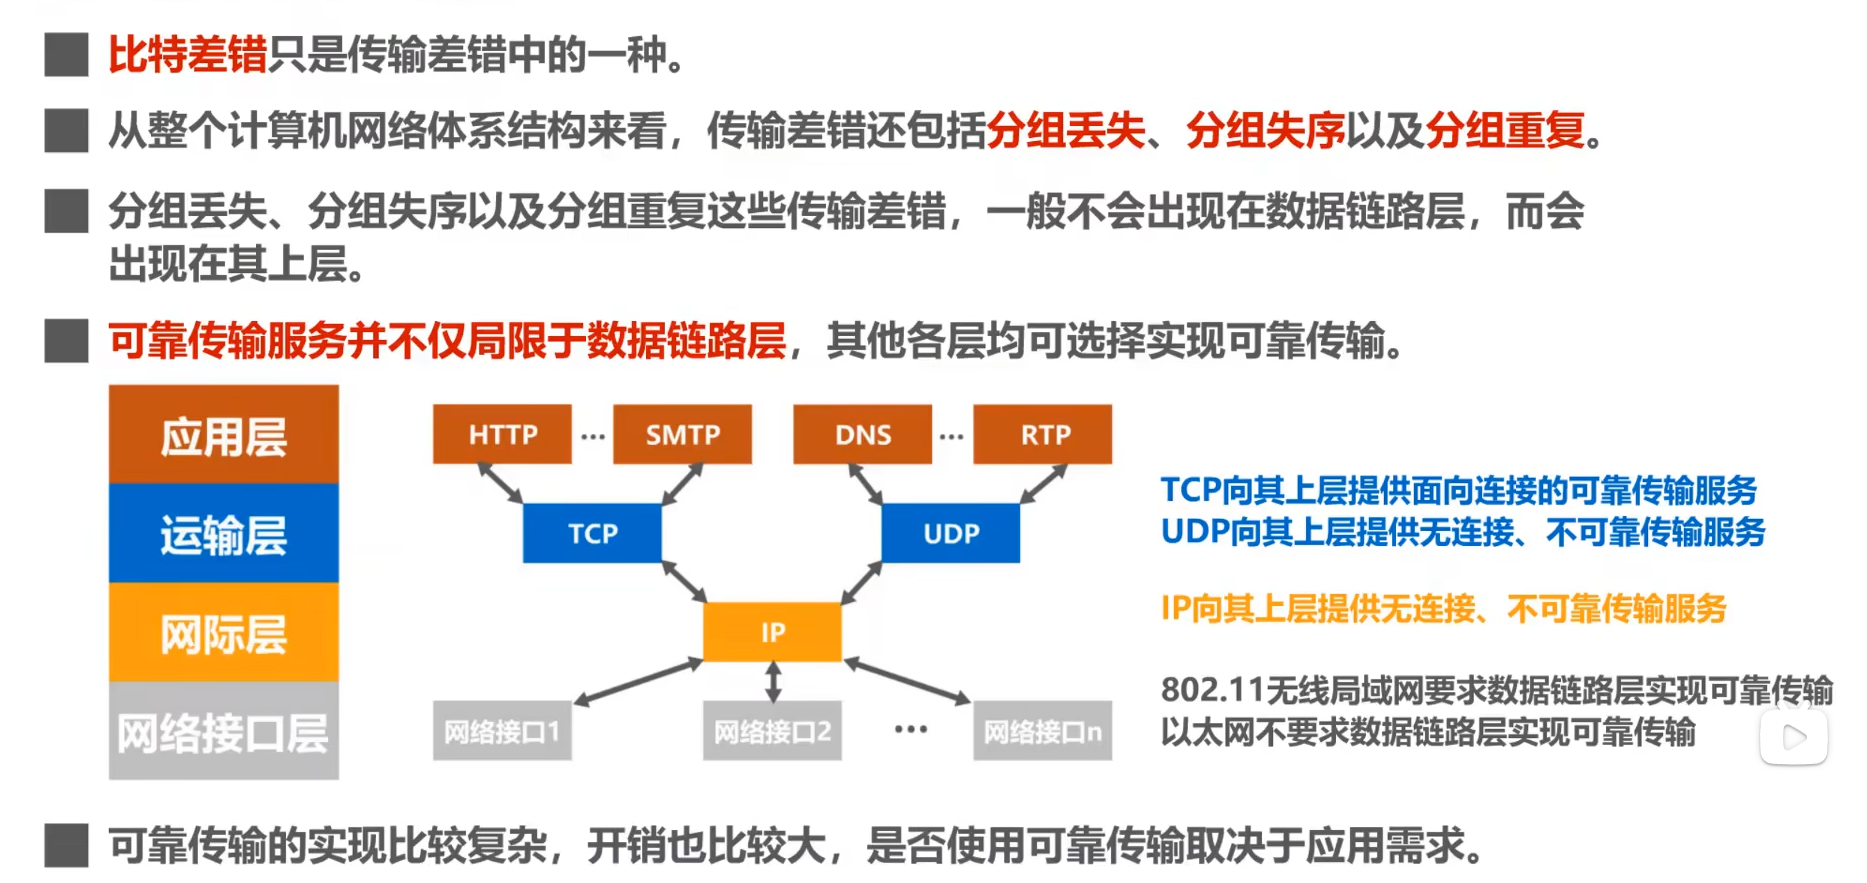 比特差错只是传输差错中的一种。
从整个计算机网络体系结构来看，传输差错还包括分组丢失、分组失序以及分组重复。
分组丢失、分组失序以及分组重复这些传输差错，一般不会出现在数据链路层，而会
出现在其上层。
可靠传输服务并不仅局限于数据链路层，其他各层均可选择实现可靠传输。
应用层
HTTP ... SMTP DNS ... RTP
TCP向其上层提供面向连接的可靠传输服务
运输层
TCP UDP
UDP向其上层提供无连接、不可靠传输服务
网际层
IP
IP向其上层提供无连接、不可靠传输服务
802.11无线局域网要求数据链路层实现可靠传输
网络接口层
网络接口1 网络接口2 ... 网络接口n
以太网不要求数据链路层实现可靠传输
可靠传输的实现比较复杂，开销也比较大，是否使用可靠传输取决于应用需求。